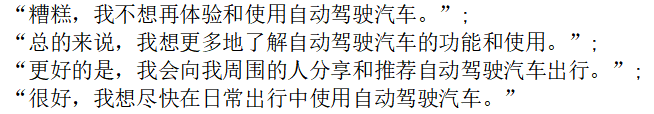 “糟糕，我不想再体验和使用自动驾驶汽车。”；
“总的来说，我想更多地了解自动驾驶汽车的功能和使用。”；
“更好的是，我会向我周围的人分享和推荐自动驾驶汽车出行。”；
“很好，我想尽快在日常出行中使用自动驾驶汽车。”